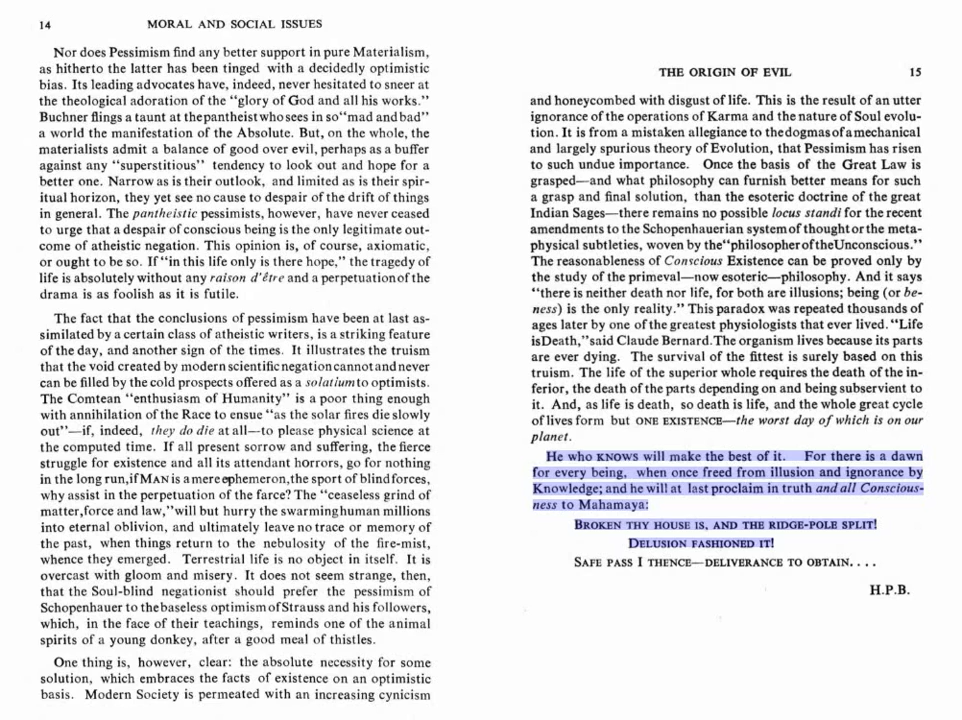 14 MORAL AND SOCIAL ISSUES
Nor does Pessimism find any better support in pure Materialism,
as hitherto the latter has been tinged with a decidedly optimistic
bias. Its leading advocates have, indeed, never hesitated to sneer at
the theological adoration of the “glory of God and all his works.”
Buchner flings a taunt at thepantheist who sees in so“mad and bad”
a world the manifestation of the Absolute. But, on the whole, the
materialists admit a balance of good over evil, perhaps as a buffer
against any “superstitious” tendency to look out and hope for a
better one. Narrow as is their outlook, and limited as is their spir-
itual horizon, they yet see no cause to despair of the drift of things
in general. The pantheistic pessimists, however, have never ceased
to urge that a despair of conscious being is the only legitimate out-
come of atheistic negation. This opinion is, of course, axiomatic,
or ought to be so. If “in this life only is there hope,” the tragedy of
life is absolutely without any raison d’être and a perpetuation of the
drama is as foolish as it is futile.
The fact that the conclusions of pessimism have been at last as-
similated by a certain class of atheistic writers, is a striking feature
of the day, and another sign of the times. It illustrates the truism
that the void created by modern scientific negation cannot and never
can be filled by the cold prospects offered as a solatium to optimists.
The Comtean “enthusiasm of Humanity” is a poor thing enough
with annihilation of the Race to ensue “as the solar fires die slowly
out”—if, indeed, they do die at all—to please physical science at
the computed time. If all present sorrow and suffering, the fierce
struggle for existence and all its attendant horrors, go for nothing
in the long run, if MAN is a mere ephemeron, the sport of blind forces,
why assist in the perpetuation of the farce? The “ceaseless grind of
matter, force and law,” will but hurry the swarming human millions
into eternal oblivion, and ultimately leave no trace or memory of
the past, when things return to the nebulosity of the fire-mist,
whence they emerged. Terrestrial life is no object in itself. It is
overcast with gloom and misery. It does not seem strange, then,
that the Soul-blind negationist should prefer the pessimism of
Schopenhauer to the baseless optimism of Strauss and his followers,
which, in the face of their teachings, reminds one of the animal
spirits of a young donkey, after a good meal of thistles.
One thing is, however, clear: the absolute necessity for some
solution, which embraces the facts of existence on an optimistic
basis. Modern Society is permeated with an increasing cynicism
THE ORIGIN OF EVIL 15
and honeycombed with disgust of life. This is the result of an utter
ignorance of the operations of Karma and the nature of Soul evolu-
tion. It is from a mistaken allegiance to the dogmas of a mechanical
and largely spurious theory of Evolution, that Pessimism has risen
to such undue importance. Once the basis of the Great Law is
grasped—and what philosophy can furnish better means for such
a grasp and final solution, than the esoteric doctrine of the great
Indian Sages—there remains no possible locus standi for the recent
amendments to the Schopenhauerian system of thought or the meta-
physical subtleties, woven by the “philosopher of the Unconscious.”
The reasonableness of Conscious Existence can be proved only by
the study of the primeval—now esoteric—philosophy. And it says
“there is neither death nor life, for both are illusions; being (or be-
ness) is the only reality.” This paradox was repeated thousands of
ages later by one of the greatest physiologists that ever lived. “Life
is Death,” said Claude Bernard. The organism lives because its parts
are ever dying. The survival of the fittest is surely based on this
truism. The life of the superior whole requires the death of the in-
ferior, the death of the parts depending on and being subservient to
it. And, as life is death, so death is life, and the whole great cycle
of lives form but ONE EXISTENCE—the worst day of which is on our
planet.
He who KNOWS will make the best of it. For there is a dawn
for every being, when once freed from illusion and ignorance by
Knowledge; and he will at last proclaim in truth and all Conscious-
ness to Mahamaya:
BROKEN THY HOUSE IS, AND THE RIDGE-POLE SPLIT!
DELUSION FASHIONED IT!
SAFE PASS I THENCE—DELIVERANCE TO OBTAIN. . . .
H.P.B.